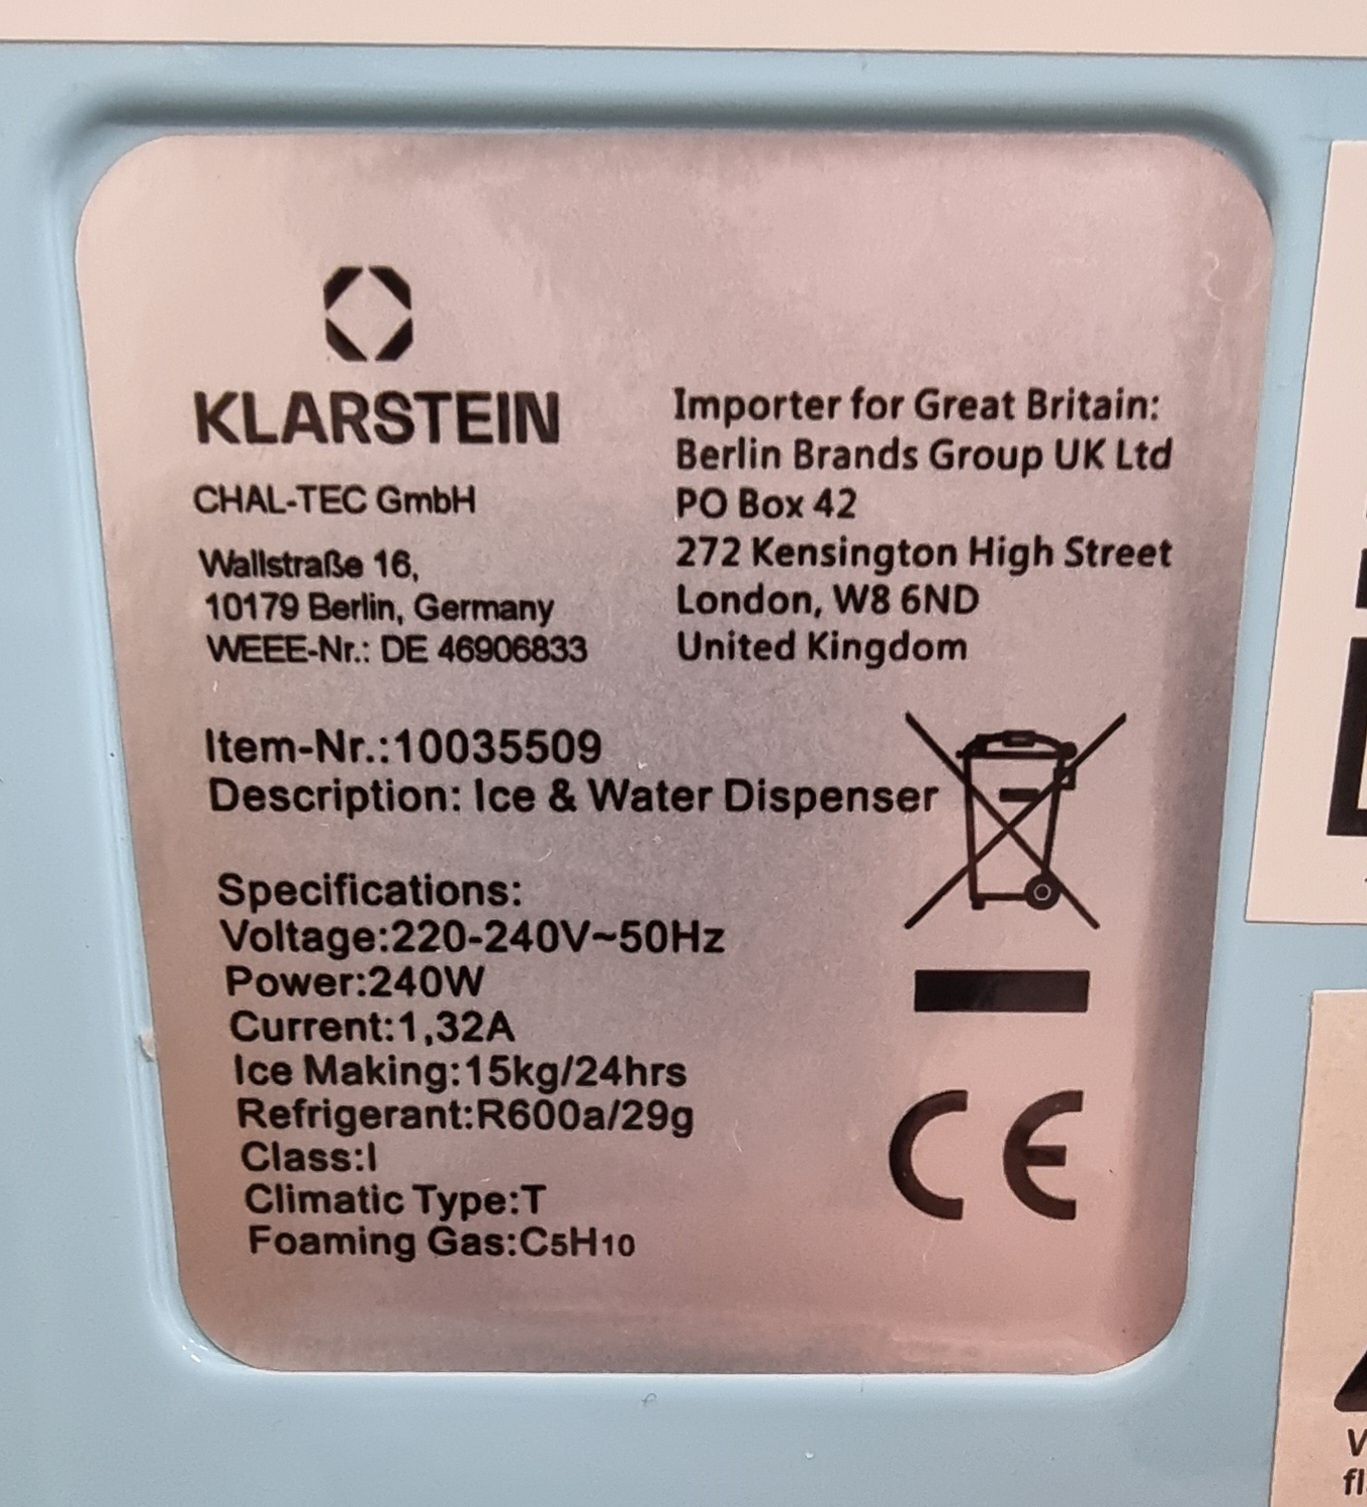 KLARSTEIN
CHAL-TEC GmbH
Wallstraße 16,
10179 Berlin, Germany
WEEE-Nr.: DE 46906833
Importer for Great Britain:
Berlin Brands Group UK Ltd
PO Box 42
272 Kensington High Street
London, W8 6ND
United Kingdom
Item-Nr.:10035509
Description: Ice & Water Dispenser
Specifications:
Voltage:220-240V~50Hz
Power:240W
Current:1,32A
Ice Making:15kg/24hrs
Refrigerant:R600a/29g
Class:I
Climatic Type:T
Foaming Gas:C5H10
CE